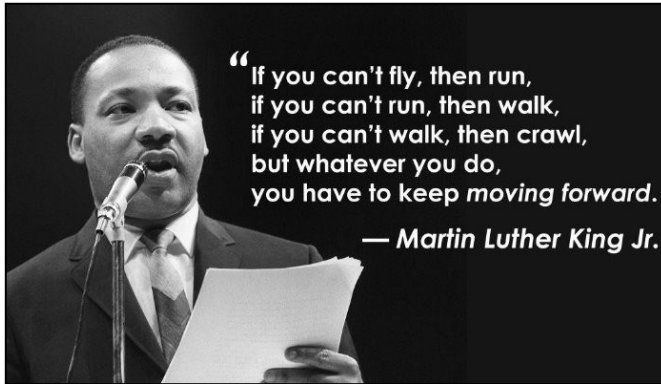 “If you can’t fly, then run,
if you can’t run, then walk,
if you can’t walk, then crawl,
but whatever you do,
you have to keep moving forward.
— Martin Luther King Jr.